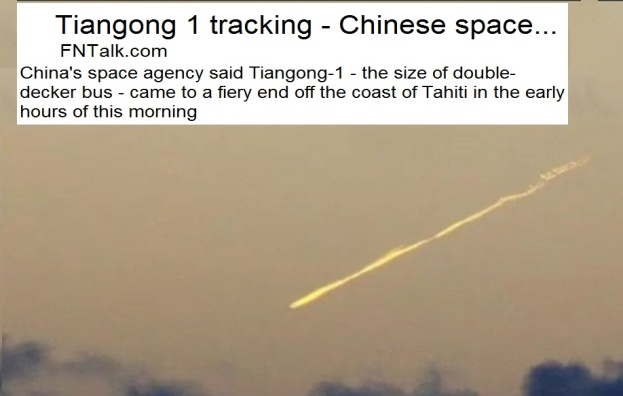 Tiangong 1 tracking - Chinese space...
FNTalk.com
China's space agency said Tiangong-1 - the size of double-
decker bus - came to a fiery end off the coast of Tahiti in the early
hours of this morning